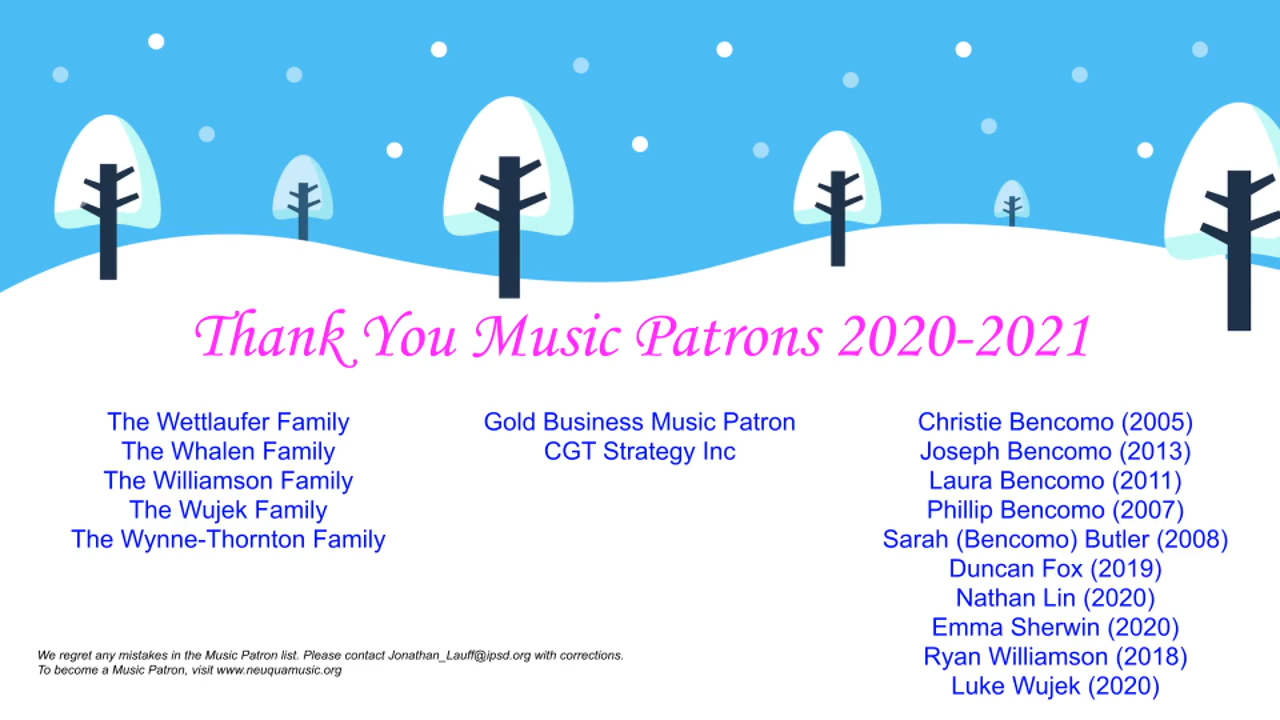 Thank You Music Patrons 2020-2021
The Wettlaufer Family
The Whalen Family
The Williamson Family
The Wujek Family
The Wynne-Thornton Family
Gold Business Music Patron
CGT Strategy Inc
Christie Bencomo (2005)
Joseph Bencomo (2013)
Laura Bencomo (2011)
Phillip Bencomo (2007)
Sarah (Bencomo) Butler (2008)
Duncan Fox (2019)
Nathan Lin (2020)
Emma Sherwin (2020)
Ryan Williamson (2018)
Luke Wujek (2020)
We regret any mistakes in the Music Patron list. Please contact Jonathan_Lauff@ipsd.org with corrections.
To become a Music Patron, visit www.neuquamusic.org